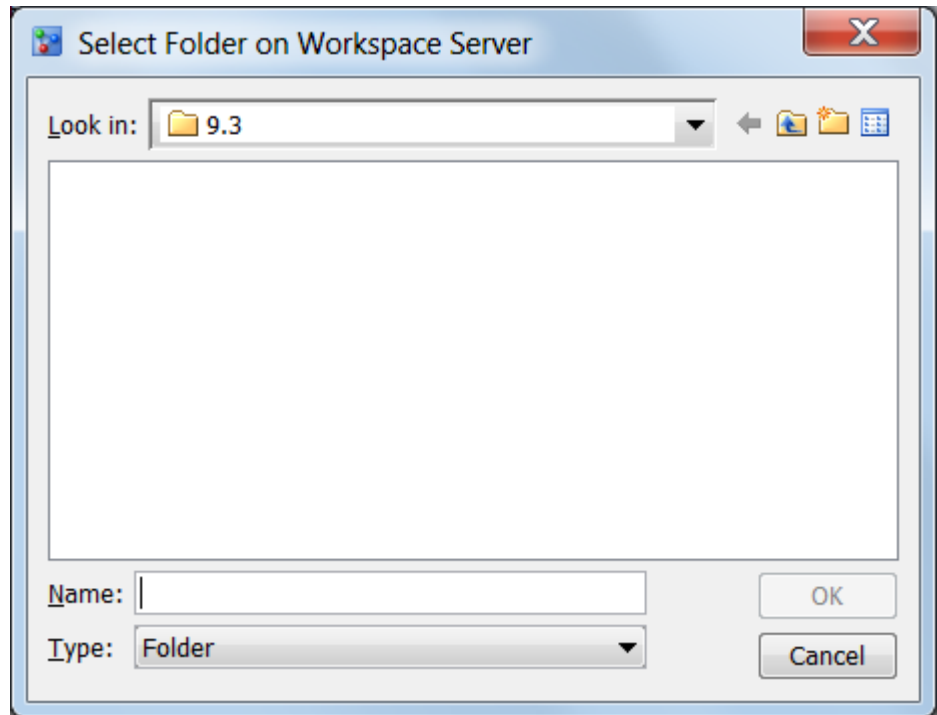 Select Folder on Workspace Server
Look in: 9.3
Name:
OK
Type: Folder
Cancel